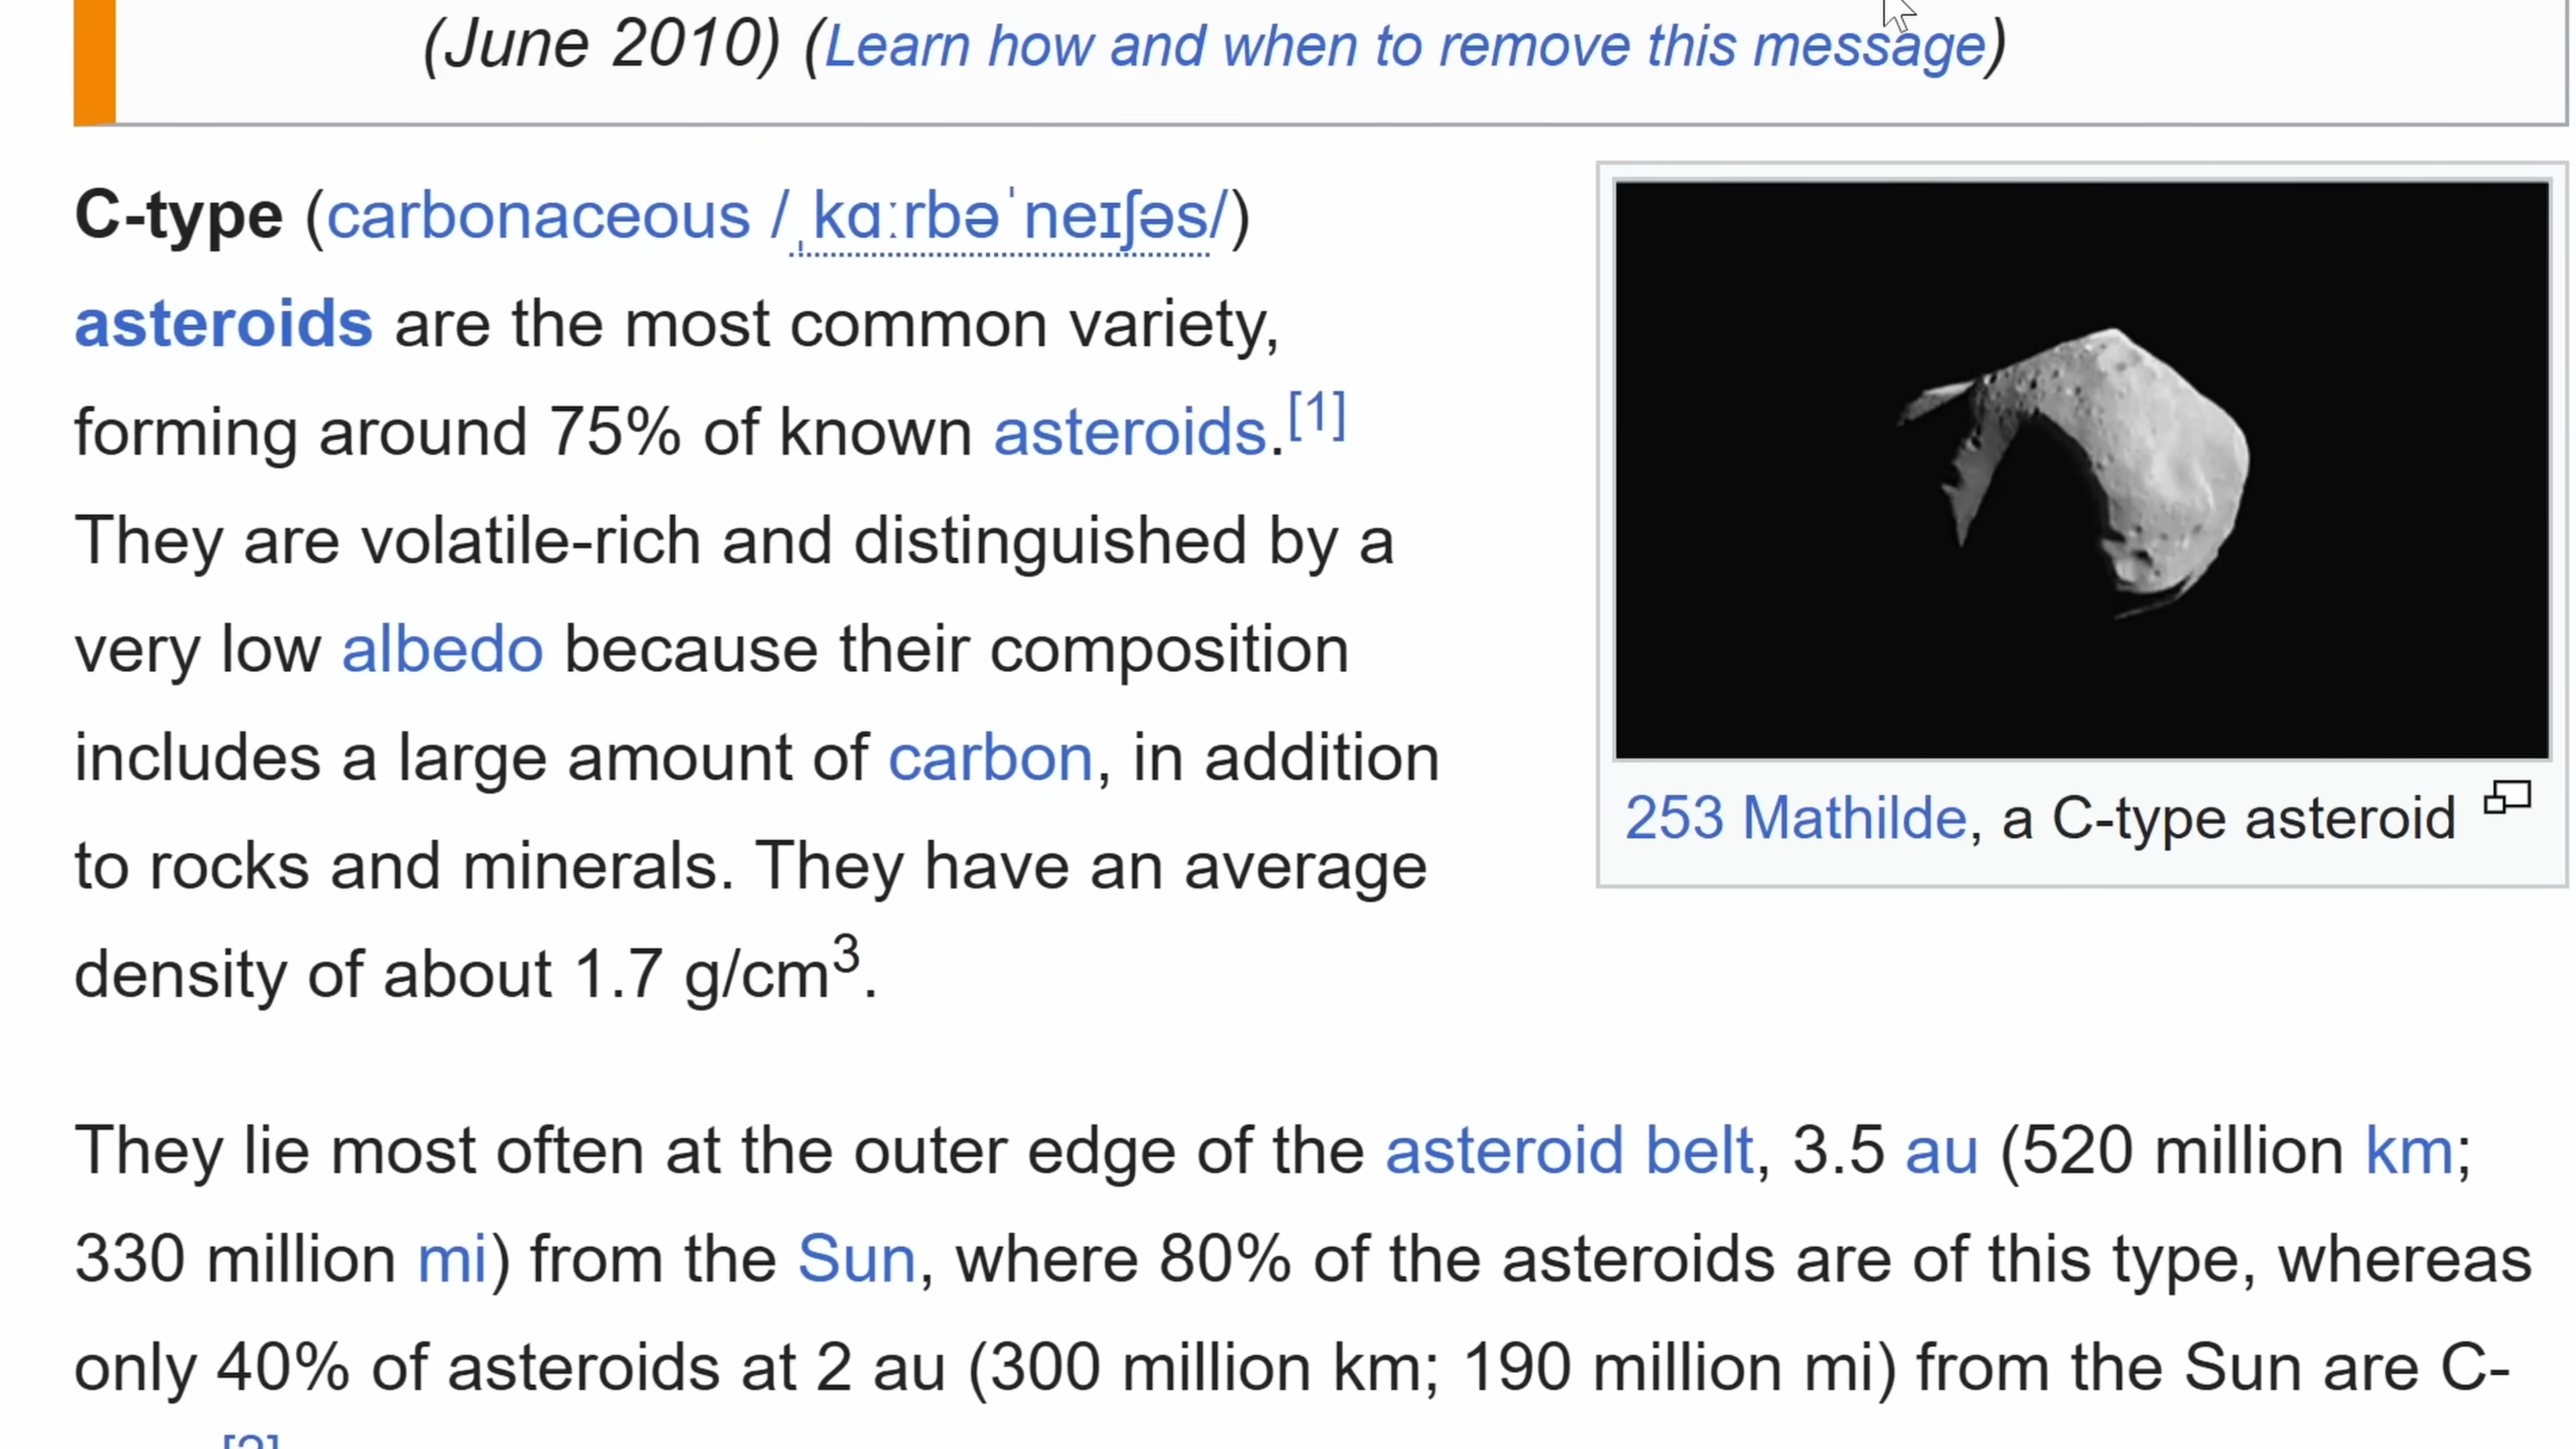 (June 2010) (Learn how and when to remove this message)
C-type (carbonaceous /ˌkɑːrbəˈneɪʃəs/)
asteroids are the most common variety,
forming around 75% of known asteroids.[1]
They are volatile-rich and distinguished by a
very low albedo because their composition
includes a large amount of carbon, in addition
to rocks and minerals. They have an average
density of about 1.7 g/cm³.
253 Mathilde, a C-type asteroid
They lie most often at the outer edge of the asteroid belt, 3.5 au (520 million km;
330 million mi) from the Sun, where 80% of the asteroids are of this type, whereas
only 40% of asteroids at 2 au (300 million km; 190 million mi) from the Sun are C-